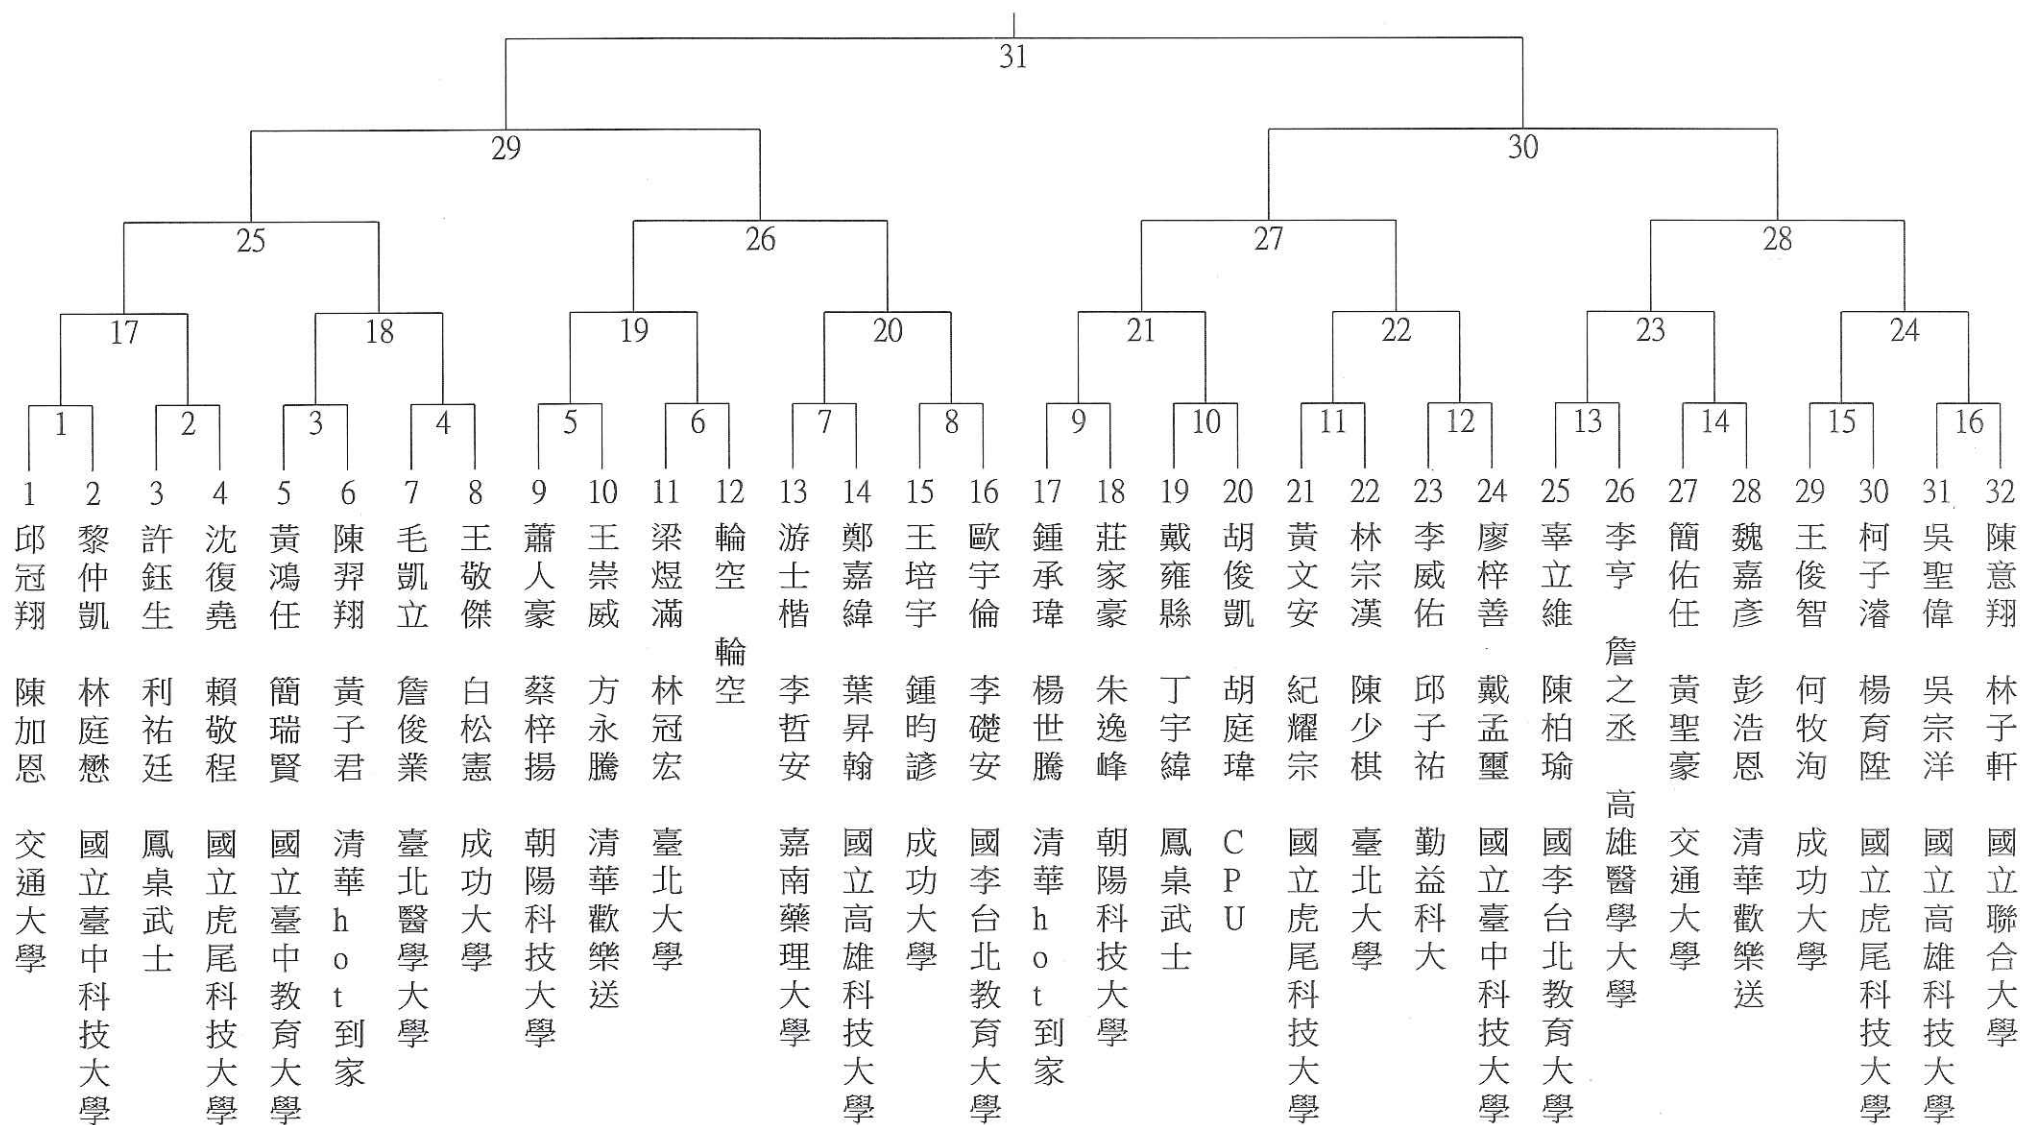 31
29
30
25
26
27
28
17
18
19
20
21
22
23
24
1
2
3
4
5
6
7
8
9
10
11
12
13
14
15
16
1 邱冠翔 陳加恩 交通大學
2 黎仲凱 林庭懋 國立臺中科技大學
3 許鈺生 利祐廷 鳳桌武士
4 沈復堯 賴敬程 國立虎尾科技大學
5 黃鴻任 簡瑞賢 國立臺中教育大學
6 陳羿翔 黃子君 清華hot到家
7 毛凱立 詹俊業 臺北醫學大學
8 王敬傑 白松憲 成功大學
9 蕭人豪 蔡梓揚 朝陽科技大學
10 王崇威 方永騰 清華歡樂送
11 梁煜滿 林冠宏 臺北大學
12 輪空 輪空
13 游士楷 李哲安 嘉南藥理大學
14 鄭嘉緯 葉昇翰 國立高雄科技大學
15 王培宇 鍾昀諺 成功大學
16 歐宇倫 李礎安 國李台北教育大學
17 鍾承瑋 楊世騰 清華hot到家
18 莊家豪 朱逸峰 朝陽科技大學
19 戴雍縣 丁宇緯 鳳桌武士
20 胡俊凱 胡庭瑋 CPU
21 黃文安 紀耀宗 國立虎尾科技大學
22 林宗漢 陳少棋 臺北大學
23 李威佑 邱子祐 勤益科大
24 廖梓善 戴孟璽 國立臺中科技大學
25 辜立維 陳柏瑜 國李台北教育大學
26 李亨 詹之丞 高雄醫學大學
27 簡佑任 黃聖豪 交通大學
28 魏嘉彥 彭浩恩 清華歡樂送
29 王俊智 何牧洵 成功大學
30 柯子濬 楊育陞 國立虎尾科技大學
31 吳聖偉 吳宗洋 國立高雄科技大學
32 陳意翔 林子軒 國立聯合大學